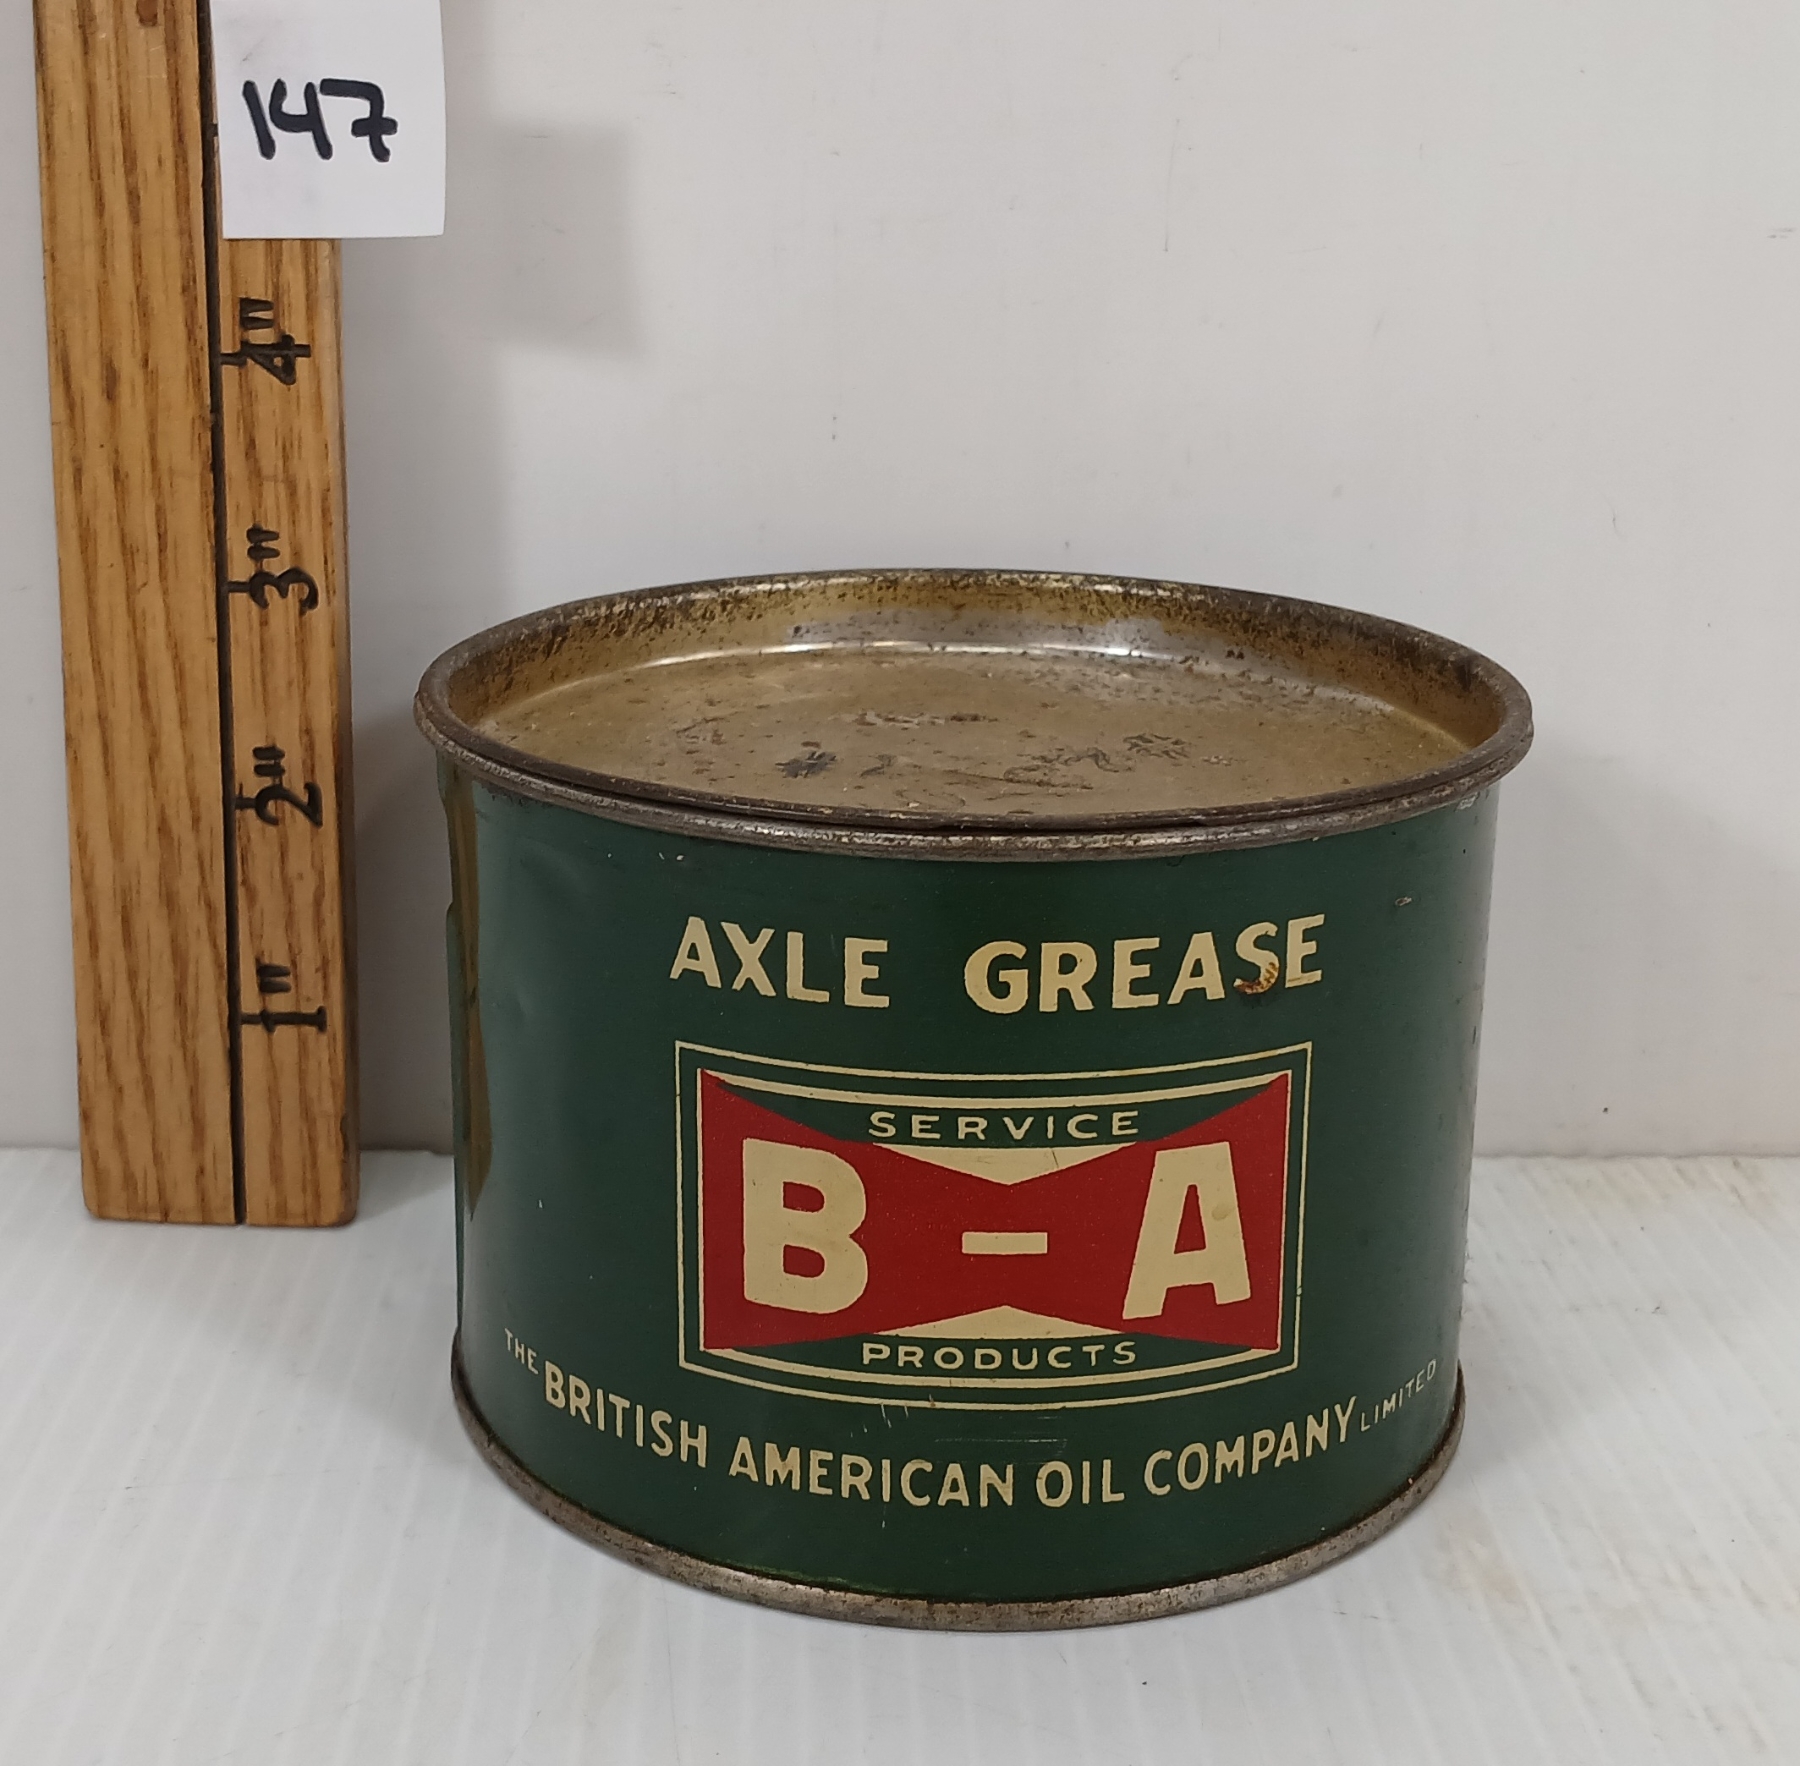 147
4"
3"
2"
1"
AXLE GREASE
SERVICE
B-A
PRODUCTS
THE BRITISH AMERICAN OIL COMPANY LIMITED